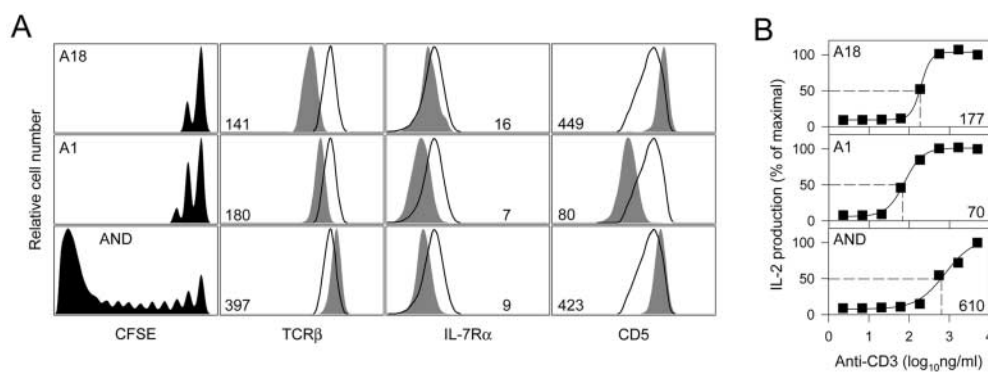 A
B
Relative cell number
A18
141
16
449
A1
180
7
80
AND
397
9
423
CFSE
TCRβ
IL-7Rα
CD5
IL-2 production (% of maximal)
A18
100
50
0
177
A1
100
50
0
70
AND
100
50
0
610
0 1 2 3 4
Anti-CD3 (log₁₀ng/ml)